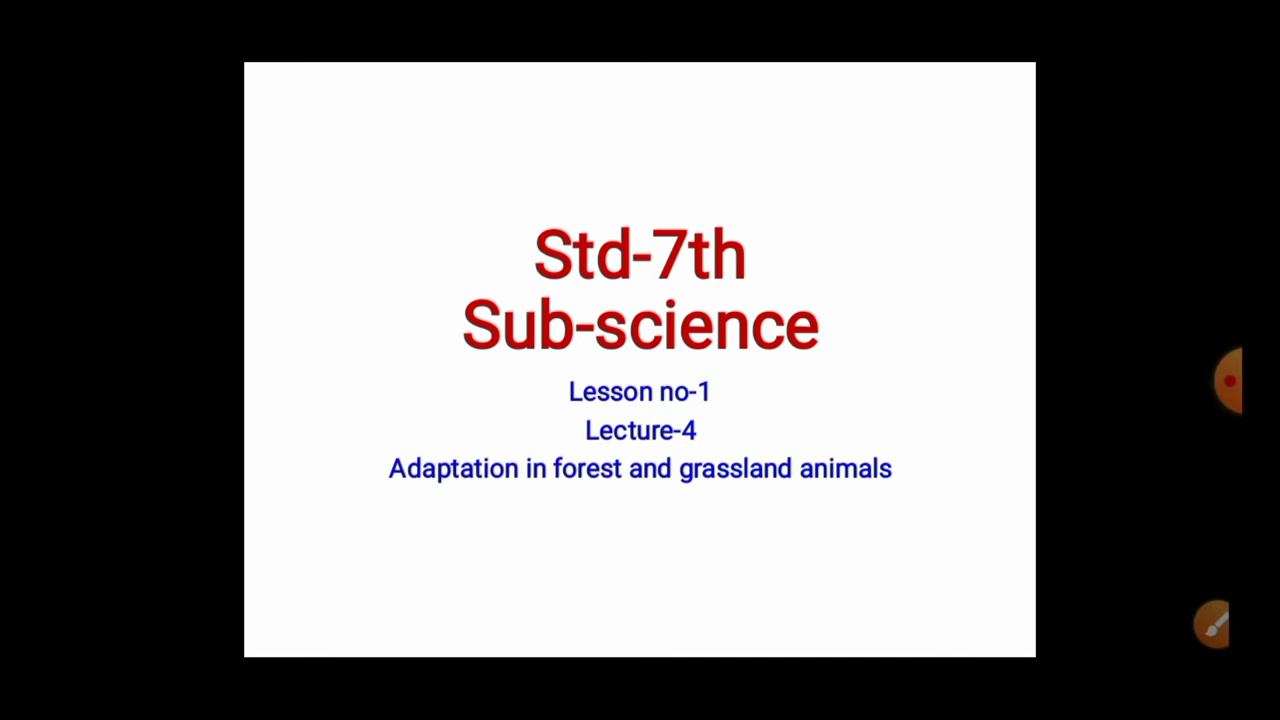 Std-7th
Sub-science
Lesson no-1
Lecture-4
Adaptation in forest and grassland animals